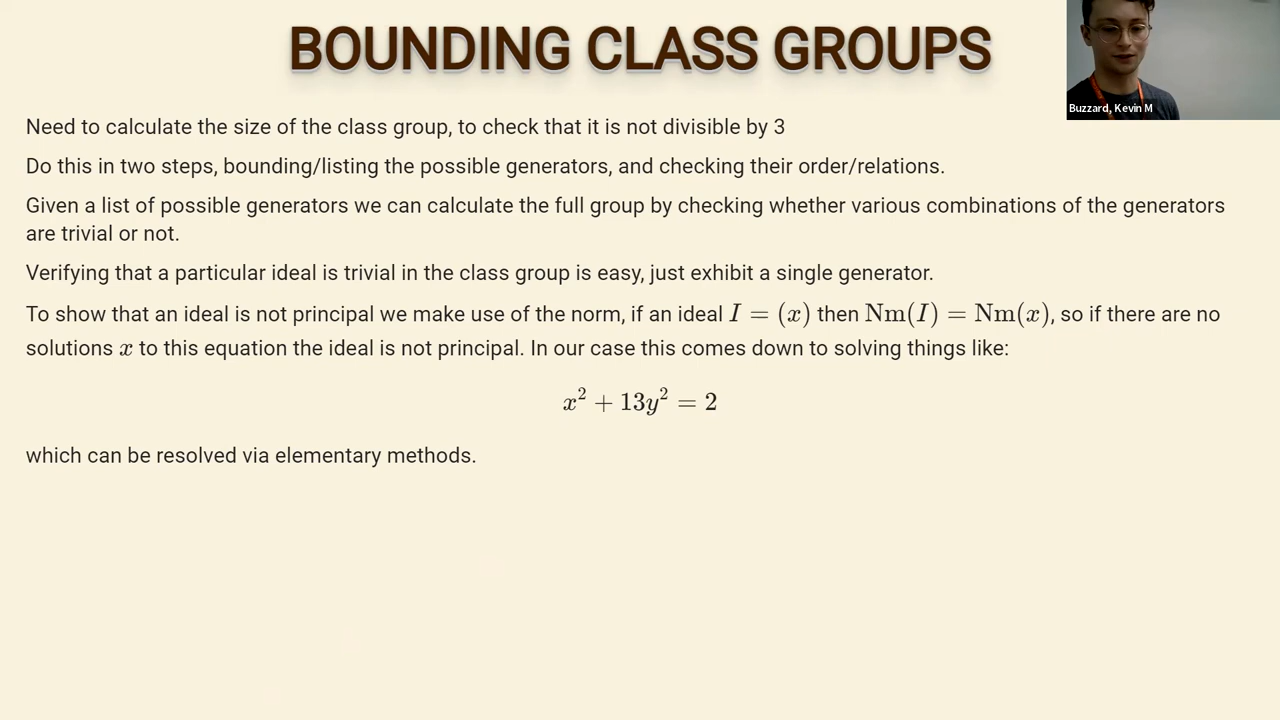 BOUNDING CLASS GROUPS
Buzzard, Kevin M
Need to calculate the size of the class group, to check that it is not divisible by 3
Do this in two steps, bounding/listing the possible generators, and checking their order/relations.
Given a list of possible generators we can calculate the full group by checking whether various combinations of the generators
are trivial or not.
Verifying that a particular ideal is trivial in the class group is easy, just exhibit a single generator.
To show that an ideal is not principal we make use of the norm, if an ideal I = (x) then Nm(I) = Nm(x), so if there are no
solutions x to this equation the ideal is not principal. In our case this comes down to solving things like:
x² + 13y² = 2
which can be resolved via elementary methods.